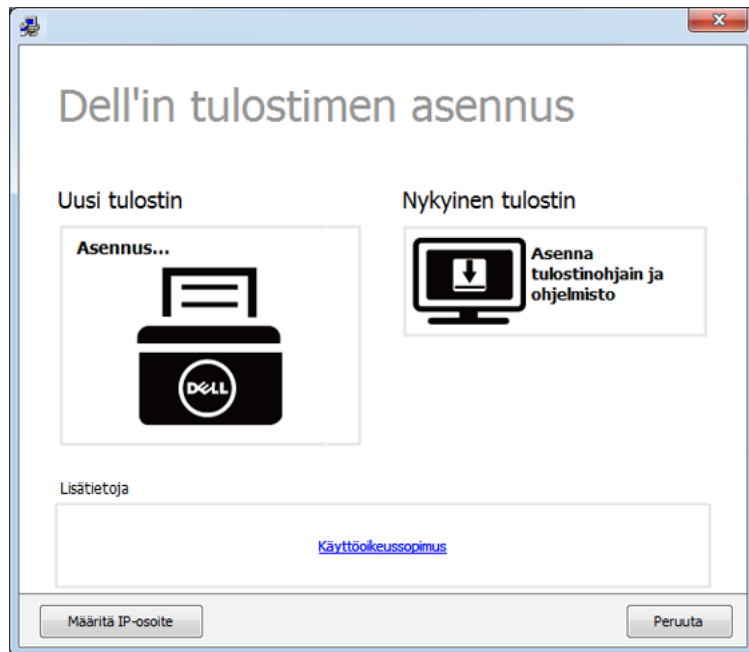 Dell'in tulostimen asennus
Uusi tulostin
Nykyinen tulostin
Asennus...
Asenna
tulostinohjain ja
ohjelmisto
DELL
Lisätietoja
Käyttöoikeussopimus
Määritä IP-osoite
Peruuta